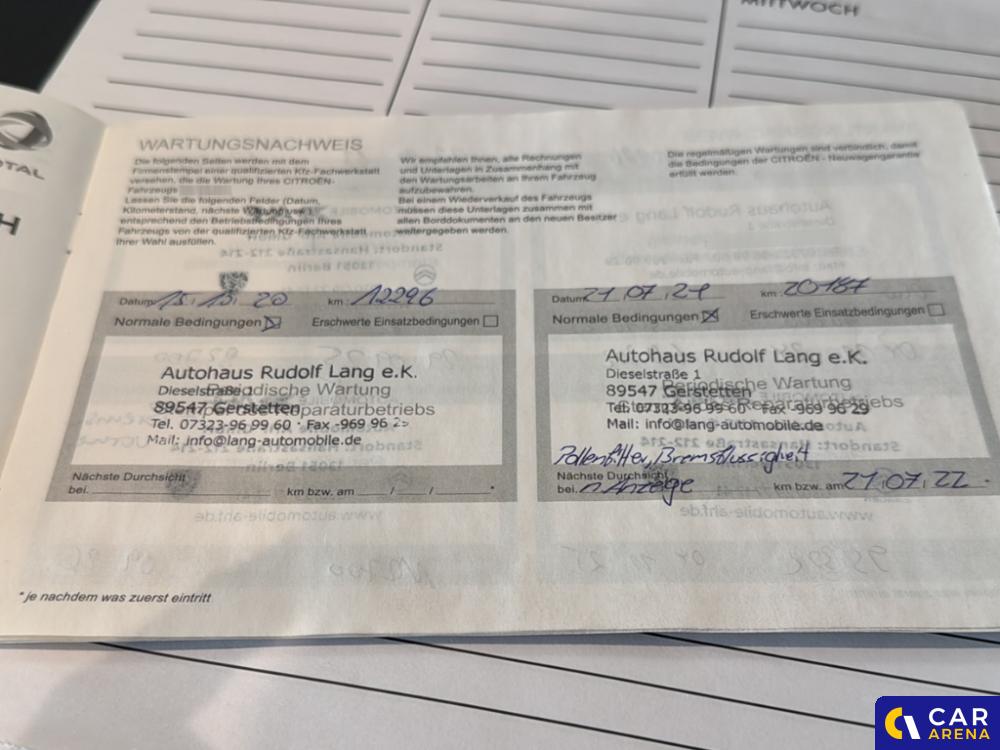 MITTWOCH
TOTAL
WARTUNGSNACHWEIS
Die folgenden Seiten werden mit dem
Firmenstempel einer qualifizierten Kfz-Fachwerkstatt
versehen, die die Wartung Ihres CITROËN-
Fahrzeugs
Lassen Sie die folgenden Felder (Datum,
Kilometerstand, nächste Wartung usw.)
entsprechend den Betriebsbedingungen Ihres
Fahrzeugs von der qualifizierten Kfz-Fachwerkstatt
Ihrer Wahl ausfüllen.
Wir empfehlen Ihnen, alle Rechnungen
und Unterlagen in Zusammenhang mit
den Wartungsarbeiten an Ihrem Fahrzeug
aufzubewahren.
Bei einem Wiederverkauf des Fahrzeugs
müssen diese Unterlagen zusammen mit
allen Borddokumenten an den neuen Besitzer
weitergegeben werden.
Die regelmäßigen Wartungen sind verbindlich, damit
die Bedingungen der CITROËN - Neuwagengarantie
erfüllt werden.
Datum 20 km : 12296
Normale Bedingungen Erschwerte Einsatzbedingungen
Autohaus Rudolf Lang e.K.
Dieselstraße Periodische Wartung
89547 Gerstetten Reparaturbetriebs
Tel. 07323-96 99 60 · Fax -969 96 29
Mail: info@lang-automobile.de
Nächste Durchsicht
bei. km bzw. am / / *
Datum 21.07.21 km : 20187
Normale Bedingungen Erschwerte Einsatzbedingungen
Autohaus Rudolf Lang e.K.
Dieselstraße 1
Periodische Wartung
89547 Gerstetten
Tel. 07323-96 99 60 · Fax -969 96 29
Mail: info@lang-automobile.de
Pollenfilter, Bremsflüssigkeit
Nächste Durchsicht
bei. n. Anzeige km bzw. am 21.07.22
*je nachdem was zuerst eintritt
CAR
ARENA